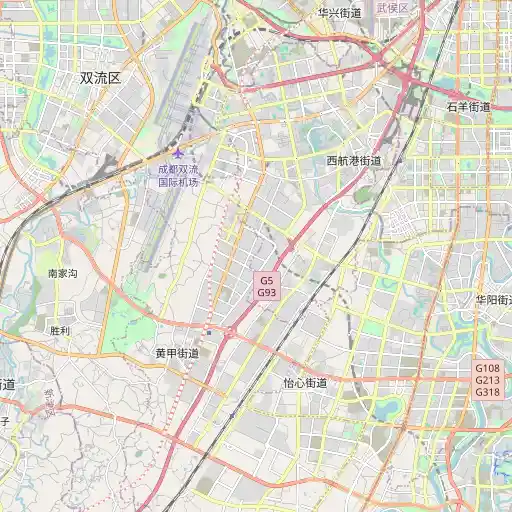 华兴街道
武侯区
双流区
石羊街道
西航港街道
成都双流
国际机场
南家沟
G5
G93
华阳街道
胜利
黄甲街道
G108
G213
G318
怡心街道
街道
子